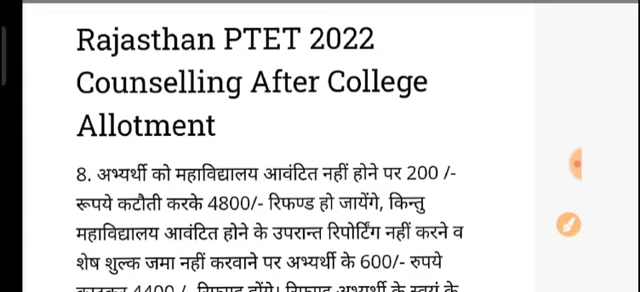 Rajasthan PTET 2022
Counselling After College
Allotment
8. अभ्यर्थी को महाविद्यालय आवंटित नहीं होने पर 200 /-
रूपये कटौती करके 4800/- रिफण्ड हो जायेंगे, किन्तु
महाविद्यालय आवंटित होने के उपरान्त रिपोर्टिंग नहीं करने व
शेष शुल्क जमा नहीं करवाने पर अभ्यर्थी के 600/- रुपये